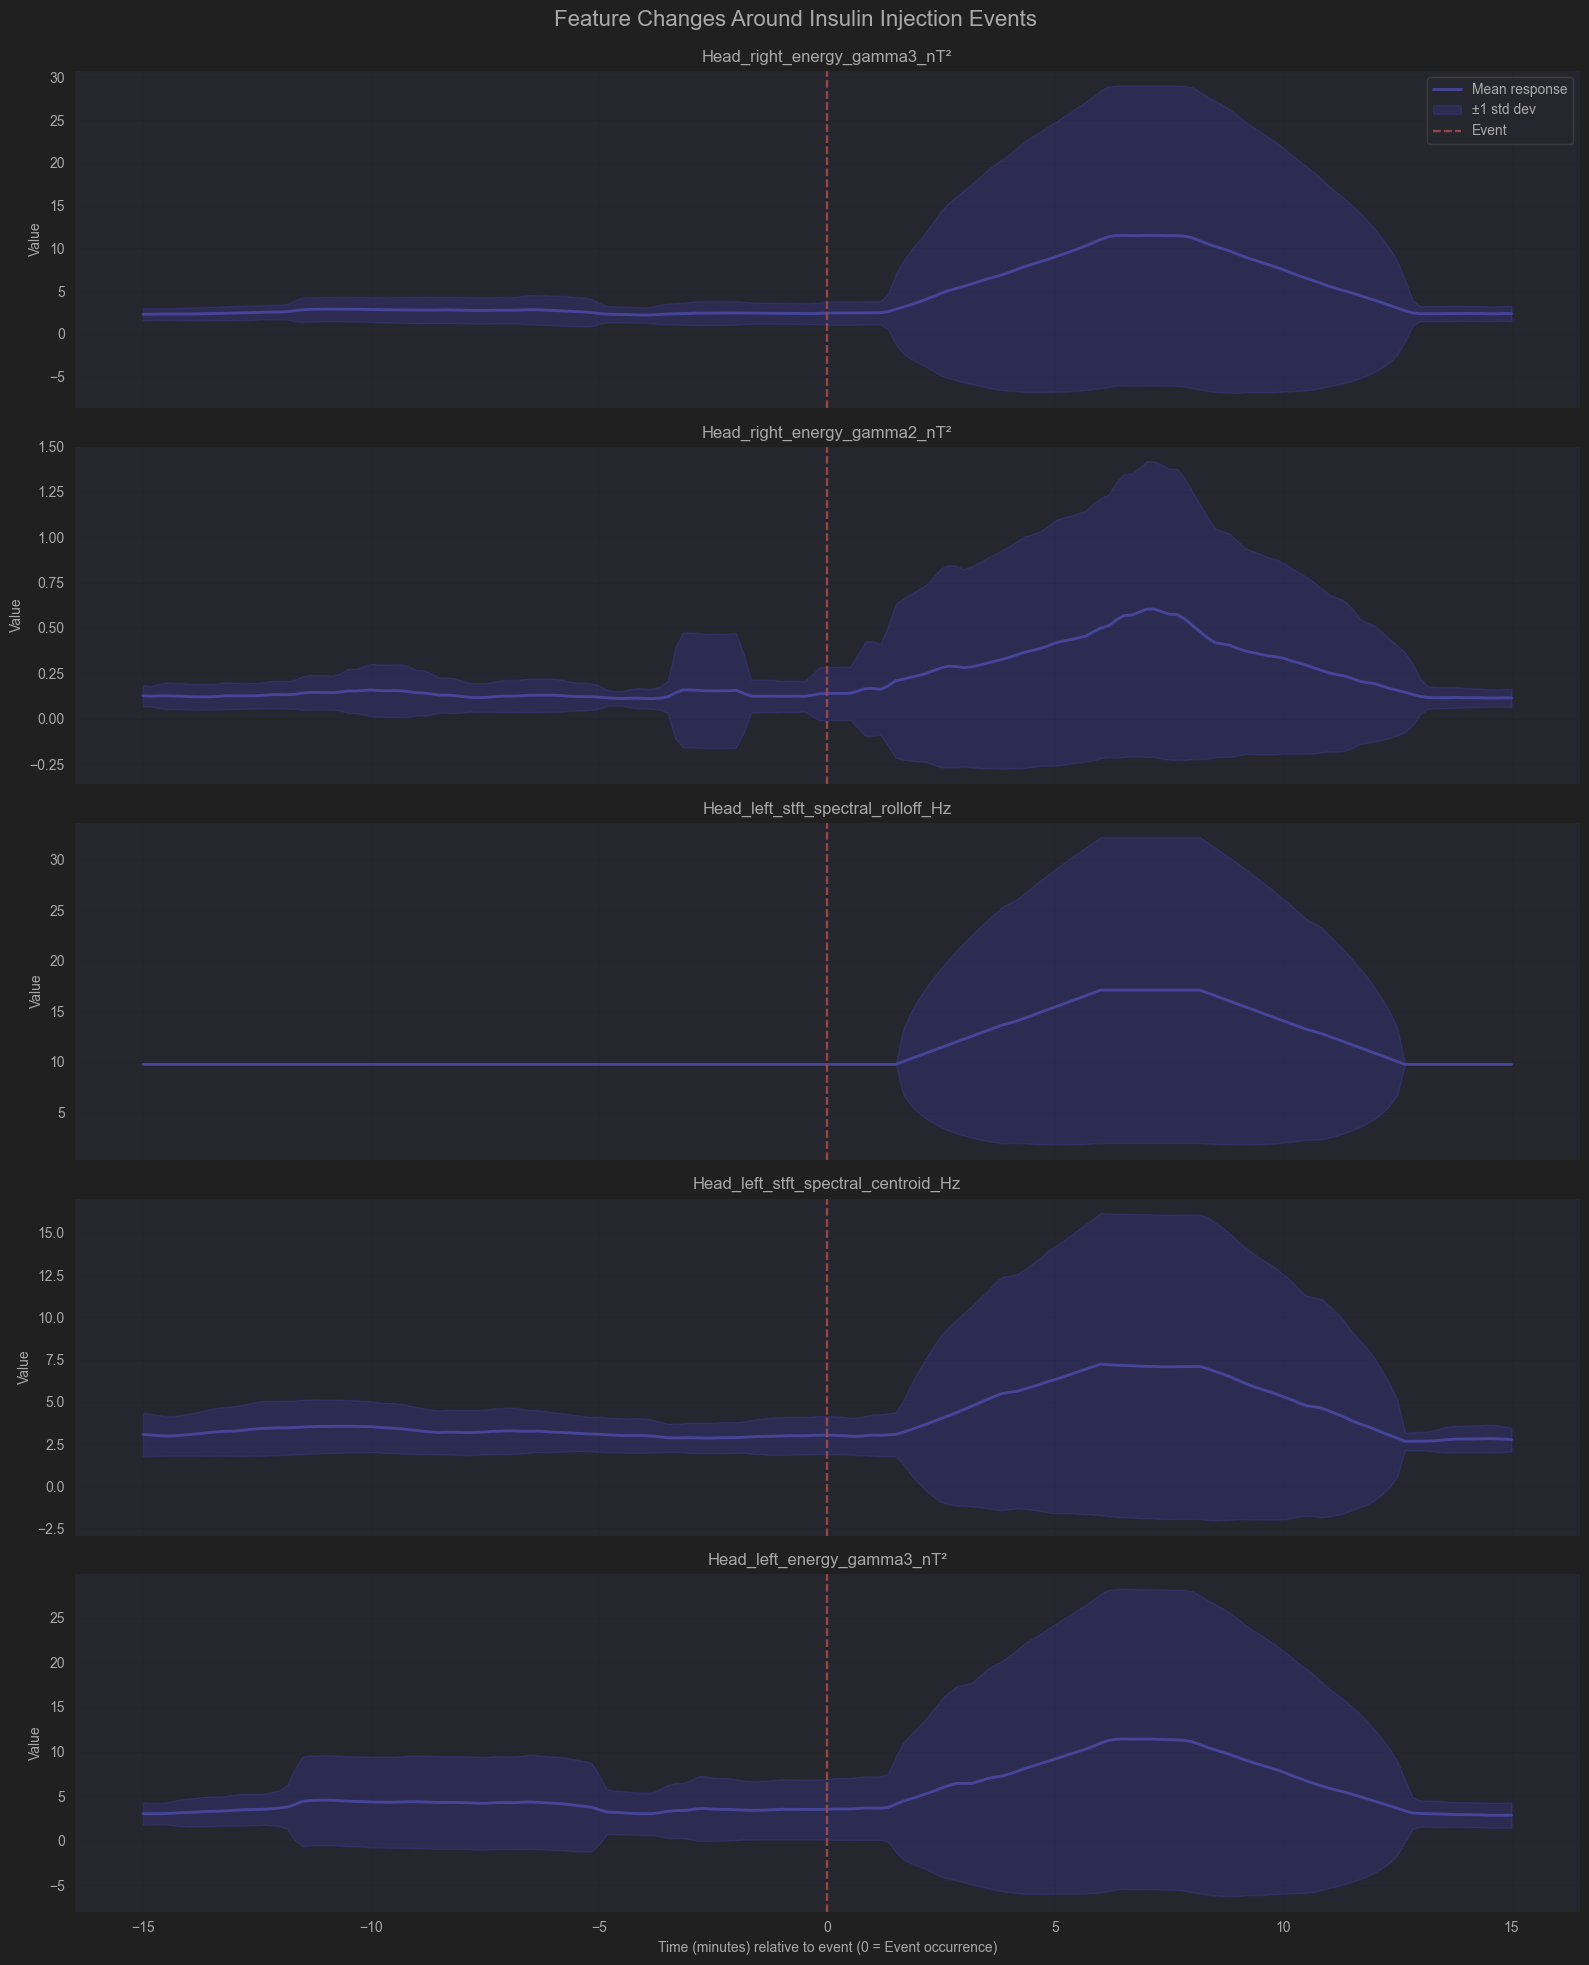 Feature Changes Around Insulin Injection Events
Head_right_energy_gamma3_nT²
30
25
20
15
10
5
0
−5
Value
Mean response
±1 std dev
Event
Head_right_energy_gamma2_nT²
1.50
1.25
1.00
0.75
0.50
0.25
0.00
−0.25
Value
Head_left_stft_spectral_rolloff_Hz
30
25
20
15
10
5
Value
Head_left_stft_spectral_centroid_Hz
15.0
12.5
10.0
7.5
5.0
2.5
0.0
−2.5
Value
Head_left_energy_gamma3_nT²
25
20
15
10
5
0
−5
Value
−15 −10 −5 0 5 10 15
Time (minutes) relative to event (0 = Event occurrence)